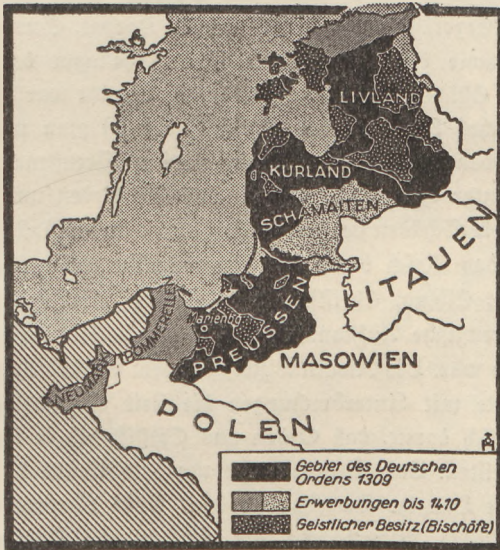 LIVLAND
KURLAND
SCHAMAITEN
LITAUEN
POMMERELLEN
Marienbg
PREUSSEN
NEUMARK
MASOWIEN
POLEN
Gebiet des Deutschen
Ordens 1309
Erwerbungen bis 1410
Geistlicher Besitz (Bischöfe)